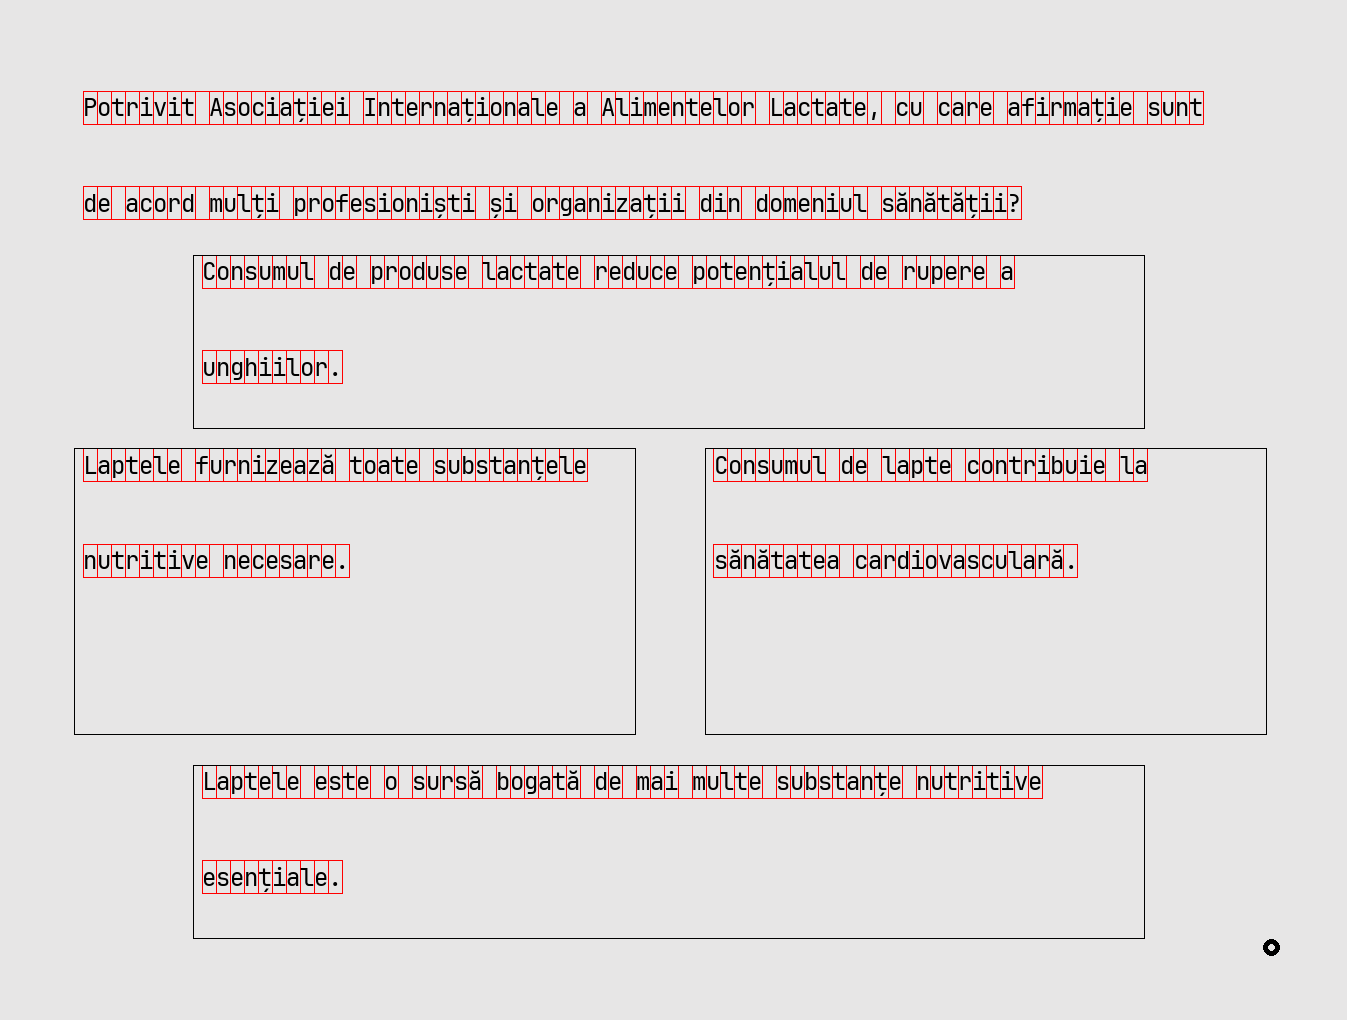 Potrivit Asociației Internaționale a Alimentelor Lactate, cu care afirmație sunt
de acord mulți profesioniști și organizații din domeniul sănătății?
Consumul de produse lactate reduce potențialul de rupere a
unghiilor.
Laptele furnizează toate substanțele
nutritive necesare.
Consumul de lapte contribuie la
sănătatea cardiovasculară.
Laptele este o sursă bogată de mai multe substanțe nutritive
esențiale.